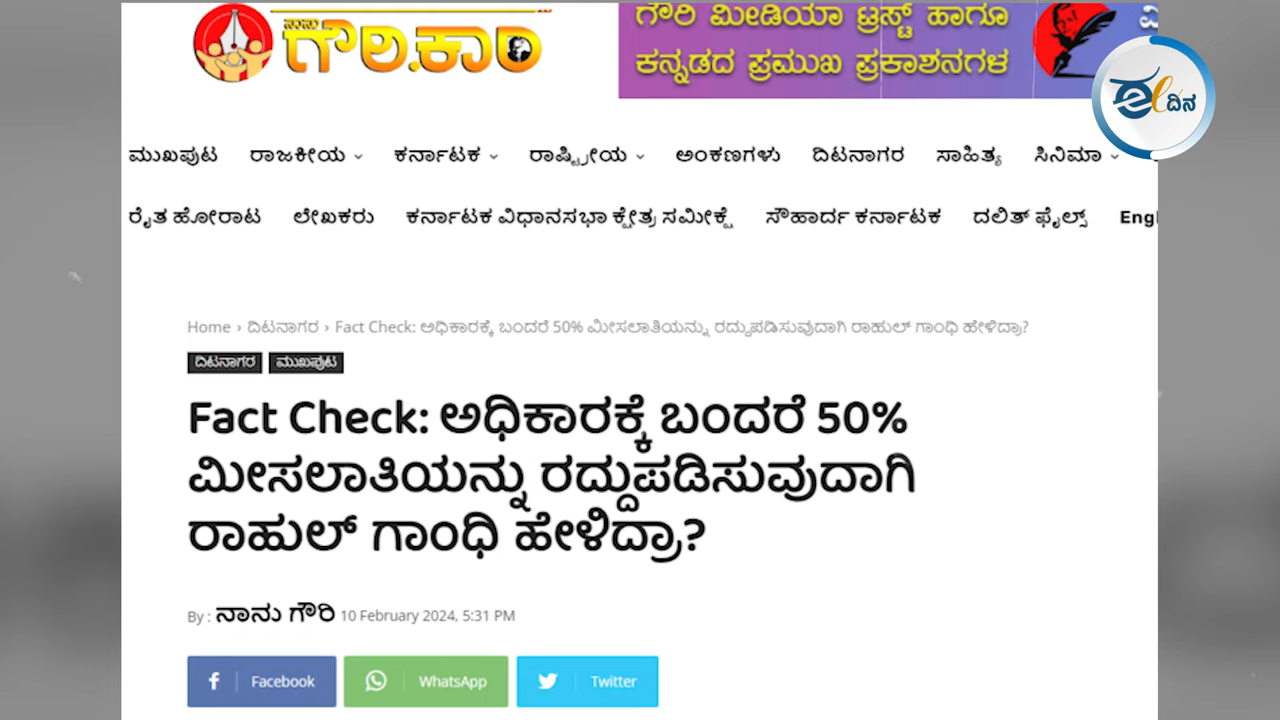 ನಾನು
ಗೌರಿ.ಕಾಂ
ಗೌರಿ ಮೀಡಿಯಾ ಟ್ರಸ್ಟ್ ಹಾಗೂ
ಕನ್ನಡದ ಪ್ರಮುಖ ಪ್ರಕಾಶನಗಳ
ಈ ದಿನ
ಮುಖಪುಟ ರಾಜಕೀಯ ಕರ್ನಾಟಕ ರಾಷ್ಟ್ರೀಯ ಅಂಕಣಗಳು ದಿಟನಾಗರ ಸಾಹಿತ್ಯ ಸಿನಿಮಾ
ರೈತ ಹೋರಾಟ ಲೇಖಕರು ಕರ್ನಾಟಕ ವಿಧಾನಸಭಾ ಕ್ಷೇತ್ರ ಸಮೀಕ್ಷೆ ಸೌಹಾರ್ದ ಕರ್ನಾಟಕ ದಲಿತ್ ಫೈಲ್ಸ್ Engl
Home › ದಿಟನಾಗರ › Fact Check: ಅಧಿಕಾರಕ್ಕೆ ಬಂದರೆ 50% ಮೀಸಲಾತಿಯನ್ನು ರದ್ದುಪಡಿಸುವುದಾಗಿ ರಾಹುಲ್ ಗಾಂಧಿ ಹೇಳಿದ್ರಾ?
ದಿಟನಾಗರ ಮುಖಪುಟ
Fact Check: ಅಧಿಕಾರಕ್ಕೆ ಬಂದರೆ 50%
ಮೀಸಲಾತಿಯನ್ನು ರದ್ದುಪಡಿಸುವುದಾಗಿ
ರಾಹುಲ್ ಗಾಂಧಿ ಹೇಳಿದ್ರಾ?
By : ನಾನು ಗೌರಿ 10 February 2024, 5:31 PM
Facebook WhatsApp Twitter